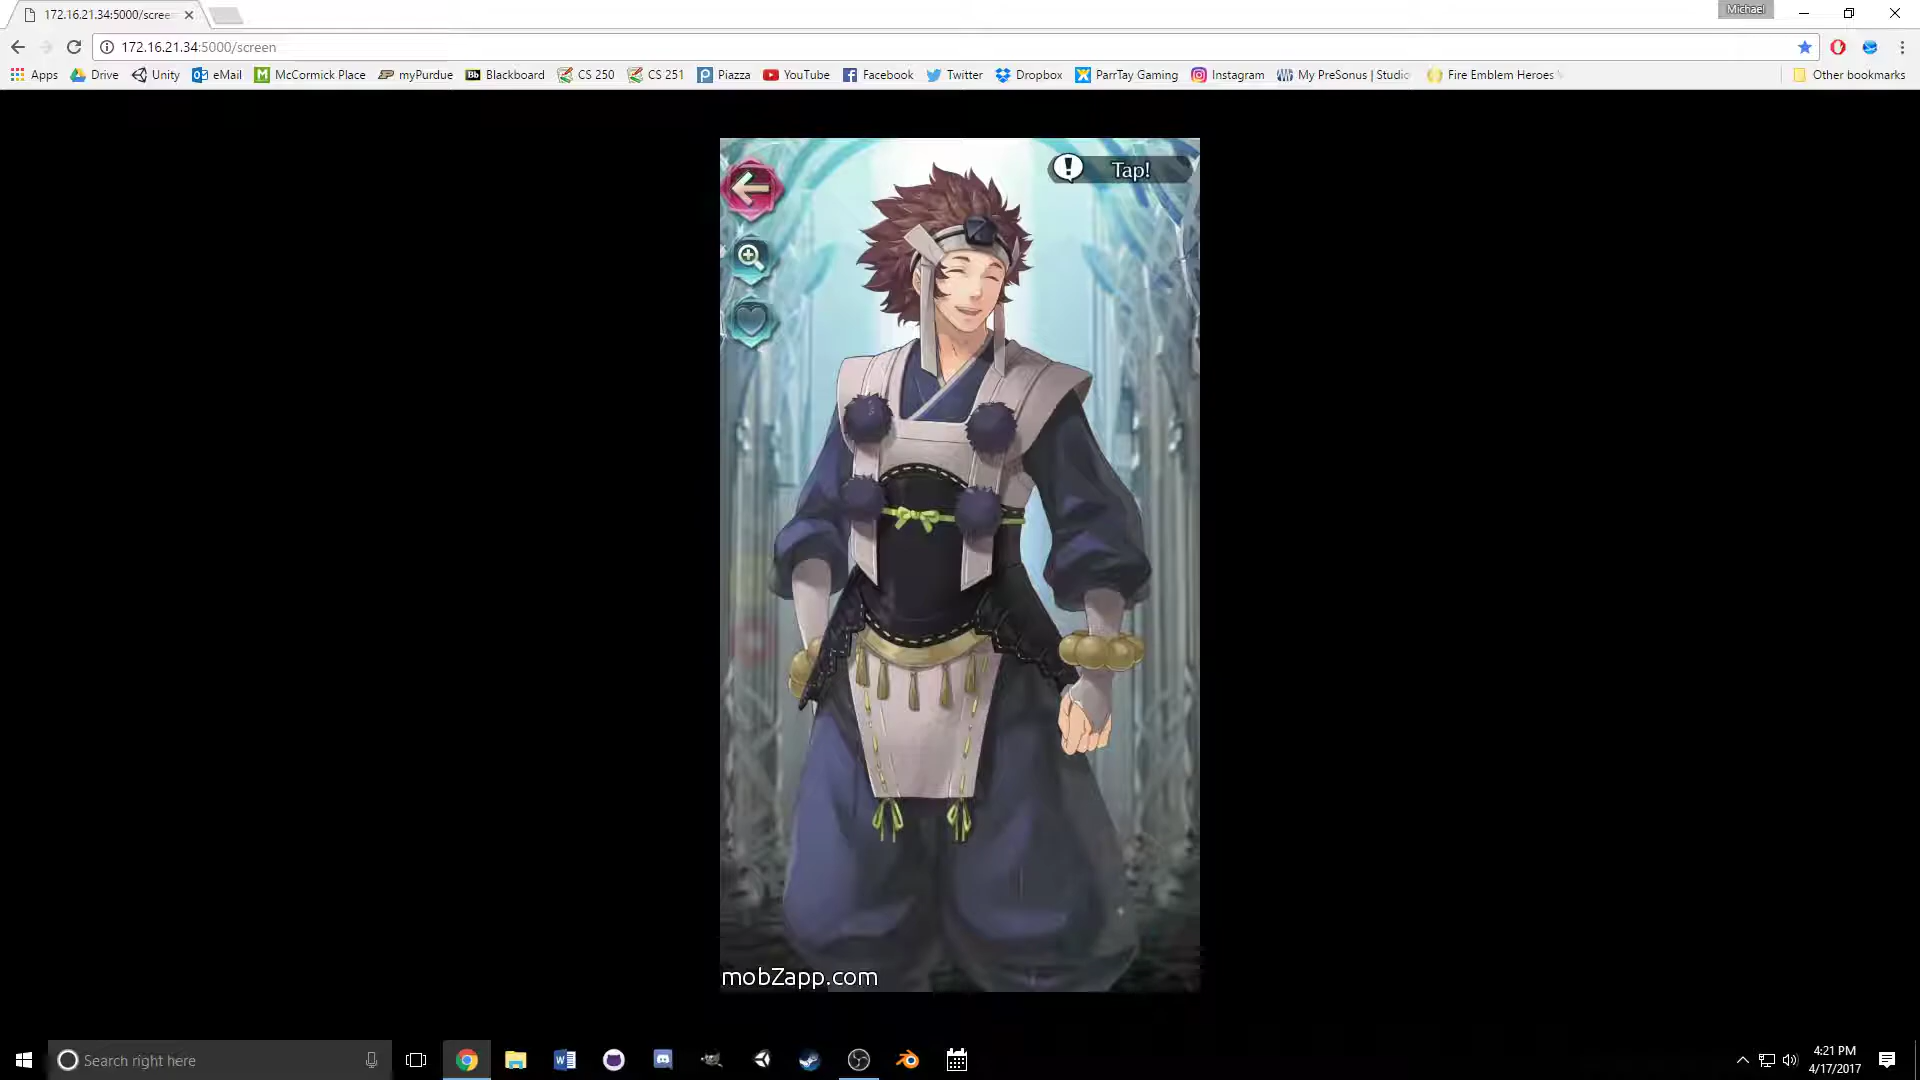 172.16.21.34:5000/scree
Michael
172.16.21.34:5000/screen
Apps Drive Unity eMail McCormick Place myPurdue Blackboard CS 250 CS 251 Piazza YouTube Facebook Twitter Dropbox ParrTay Gaming Instagram My PreSonus | Studio Fire Emblem Heroes Other bookmarks
Tap!
mobZapp.com
Search right here
4:21 PM
4/17/2017